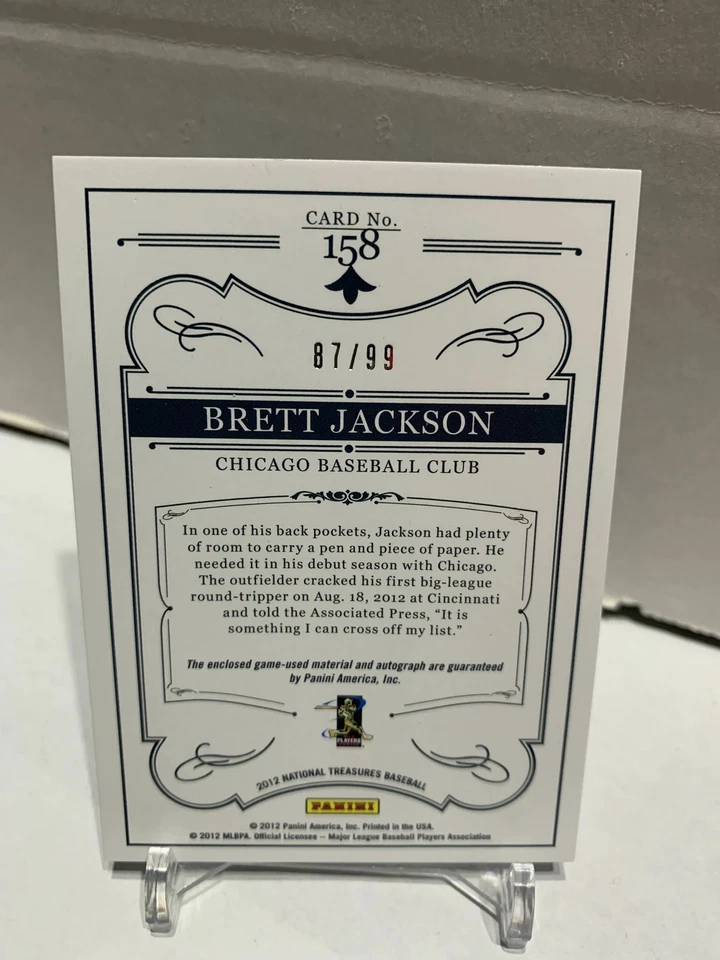 CARD No.
158
87/99
BRETT JACKSON
CHICAGO BASEBALL CLUB
In one of his back pockets, Jackson had plenty
of room to carry a pen and piece of paper. He
needed it in his debut season with Chicago.
The outfielder cracked his first big-league
round-tripper on Aug. 18, 2012 at Cincinnati
and told the Associated Press, “It is
something I can cross off my list.”
The enclosed game-used material and autograph are guaranteed
by Panini America, Inc.
PLAYERS
2012 NATIONAL TREASURES BASEBALL
PANINI
© 2012 Panini America, Inc. Printed in the USA.
© 2012 MLBPA. Official Licensee – Major League Baseball Players Association